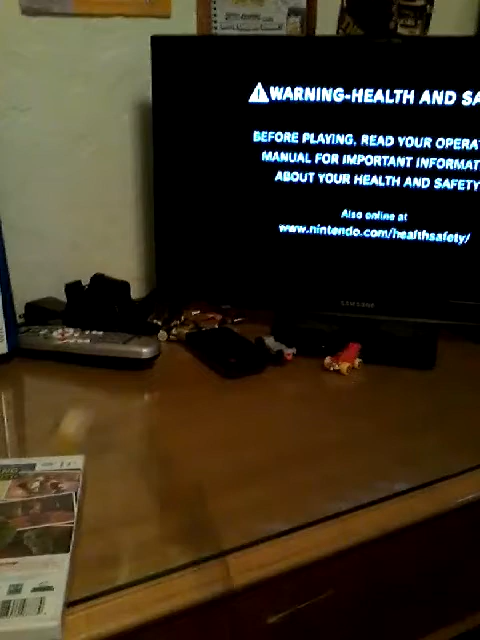 WARNING-HEALTH AND SA
BEFORE PLAYING, READ YOUR OPERA
MANUAL FOR IMPORTANT INFORMAT
ABOUT YOUR HEALTH AND SAFETY
Also online at
www.nintendo.com/healthsafety/
SAMSUNG